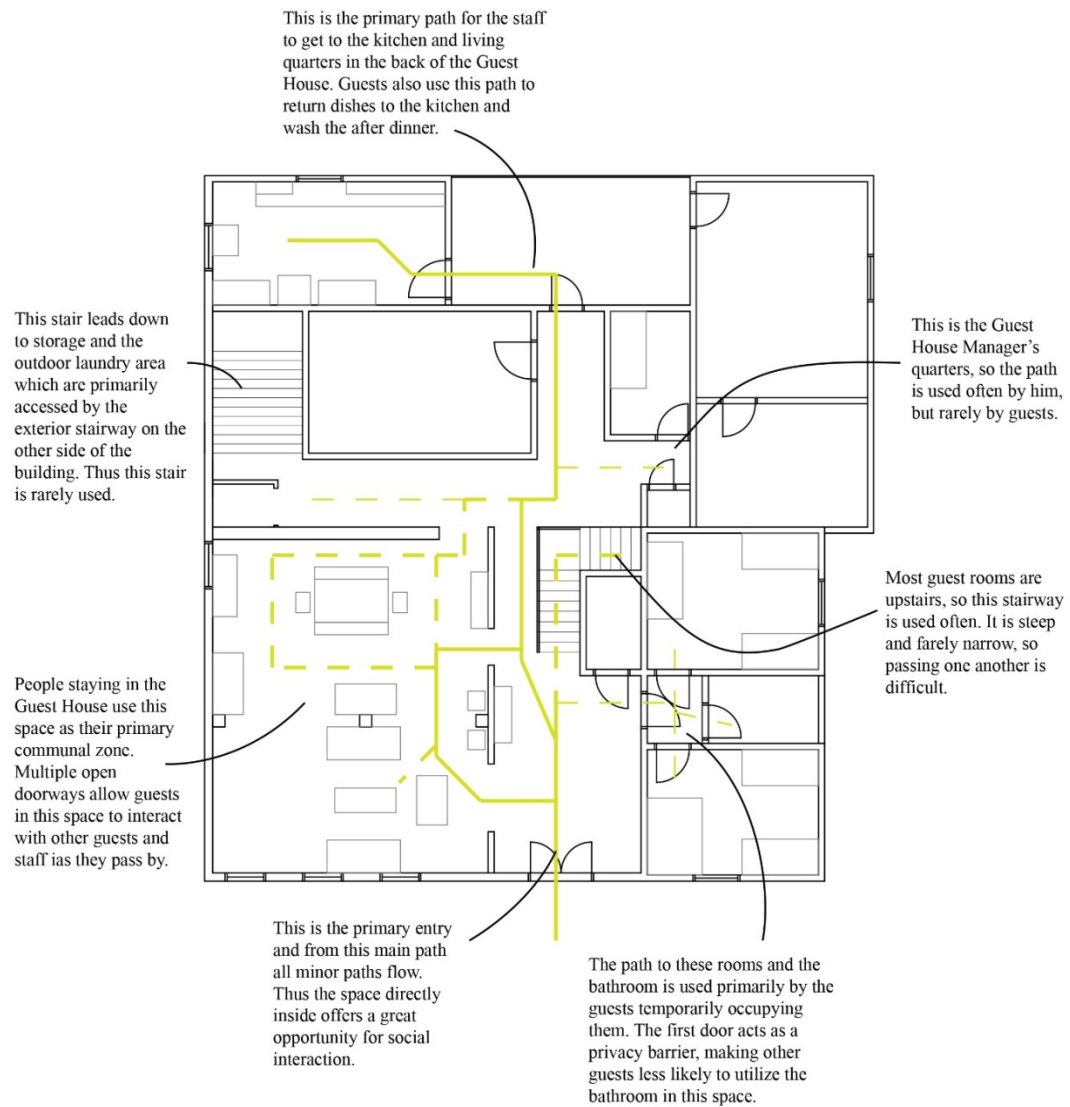 This is the primary path for the staff
to get to the kitchen and living
quarters in the back of the Guest
House. Guests also use this path to
return dishes to the kitchen and
wash the after dinner.
This stair leads down
to storage and the
outdoor laundry area
which are primarily
accessed by the
exterior stairway on the
other side of the
building. Thus this stair
is rarely used.
This is the Guest
House Manager's
quarters, so the path
is used often by him,
but rarely by guests.
Most guest rooms are
upstairs, so this stairway
is used often. It is steep
and farely narrow, so
passing one another is
difficult.
People staying in the
Guest House use this
space as their primary
communal zone.
Multiple open
doorways allow guests
in this space to interact
with other guests and
staff ias they pass by.
This is the primary entry
and from this main path
all minor paths flow.
Thus the space directly
inside offers a great
opportunity for social
interaction.
The path to these rooms and the
bathroom is used primarily by the
guests temporarily occupying
them. The first door acts as a
privacy barrier, making other
guests less likely to utilize the
bathroom in this space.